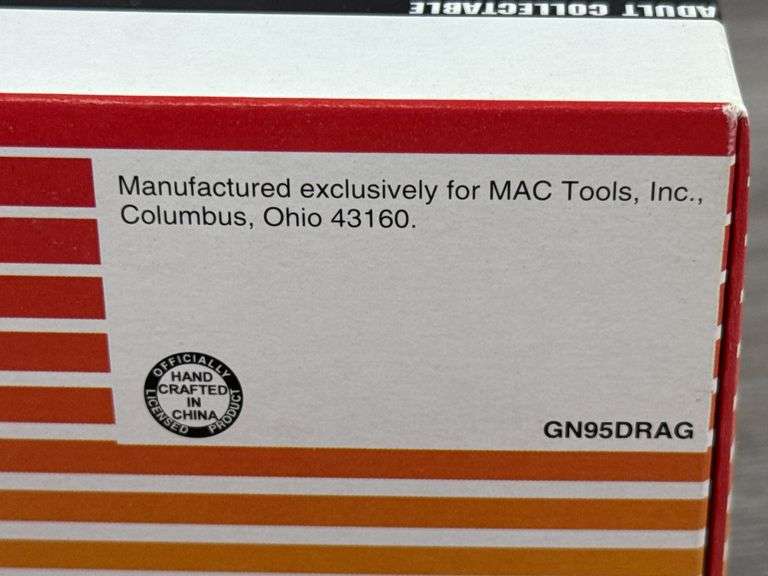 ADULT COLLECTABLE
Manufactured exclusively for MAC Tools, Inc.,
Columbus, Ohio 43160.
OFFICIALLY
HAND
CRAFTED
IN
CHINA
LICENSED PRODUCT
GN95DRAG